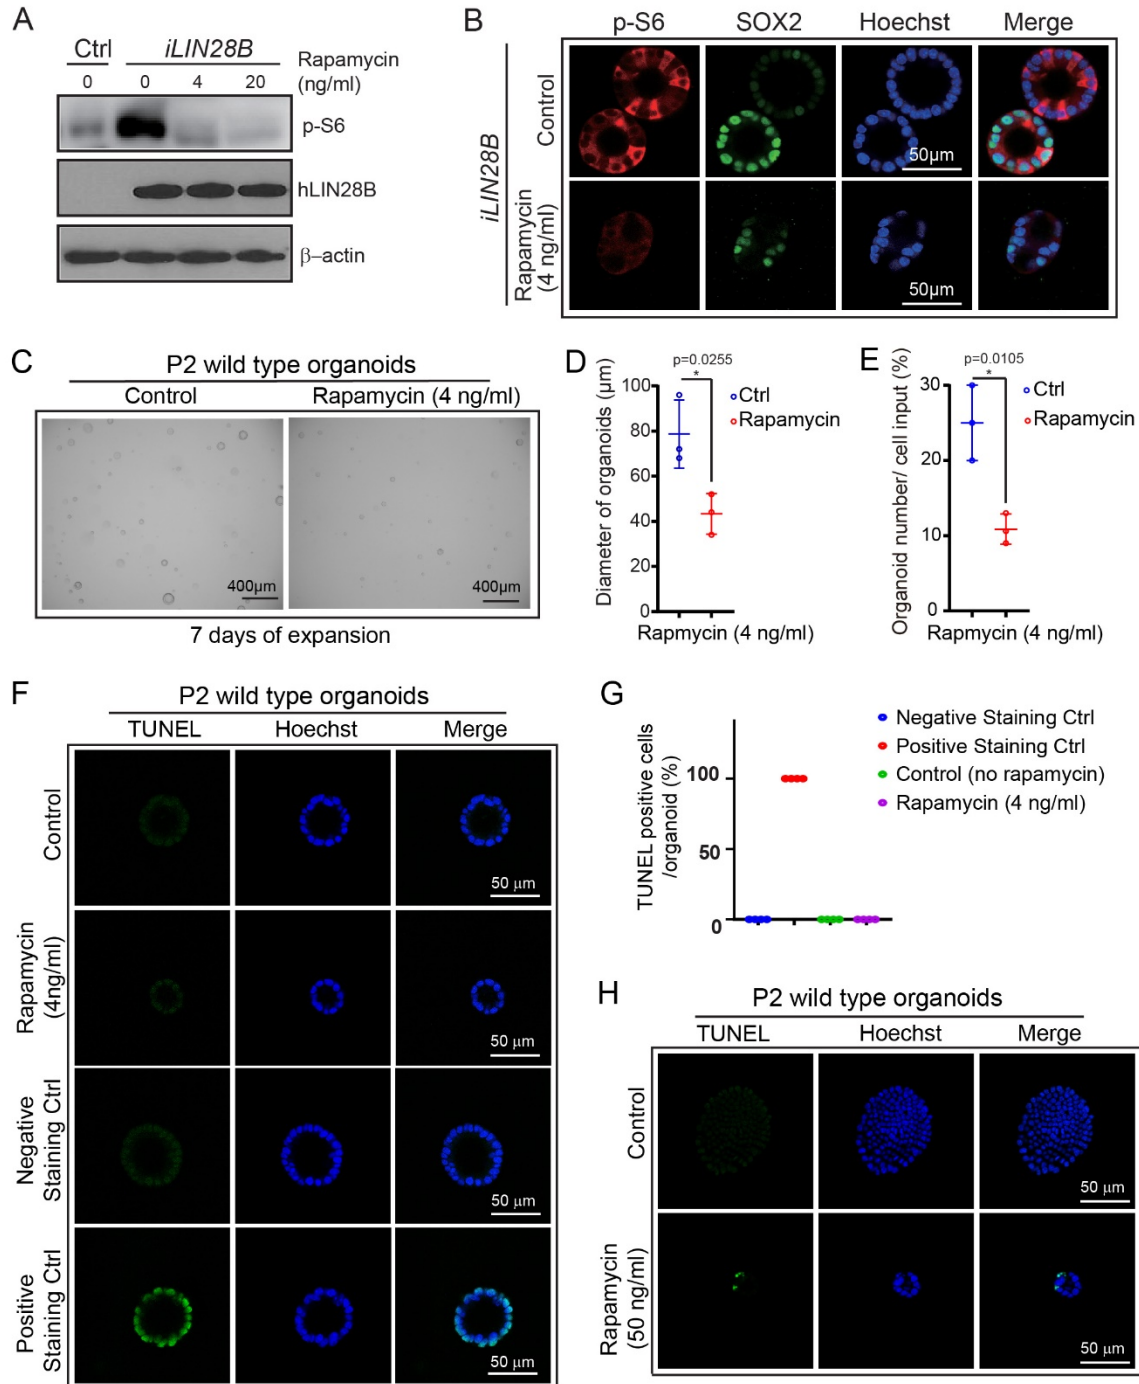 A
Ctrl iLIN28B
0 0 4 20
Rapamycin
(ng/ml)
p-S6
hLIN28B
β–actin
B
p-S6 SOX2 Hoechst Merge
iLIN28B
Control
50μm
Rapamycin
(4 ng/ml)
50μm
C
P2 wild type organoids
Control Rapamycin (4 ng/ml)
400μm 400μm
7 days of expansion
D
p=0.0255
*
Ctrl
Rapamycin
Diameter of organoids (μm)
100
80
60
40
20
0
Rapmycin (4 ng/ml)
E
p=0.0105
*
Ctrl
Rapamycin
Organoid number/ cell input (%)
30
20
10
0
Rapmycin (4 ng/ml)
F
P2 wild type organoids
TUNEL Hoechst Merge
Control
50 μm
Rapamycin
(4ng/ml)
50 μm
Negative
Staining Ctrl
50 μm
Positive
Staining Ctrl
50 μm
G
TUNEL positive cells
/organoid (%)
100
50
0
Negative Staining Ctrl
Positive Staining Ctrl
Control (no rapamycin)
Rapamycin (4 ng/ml)
H
P2 wild type organoids
TUNEL Hoechst Merge
Control
50 μm
Rapamycin
(50 ng/ml)
50 μm